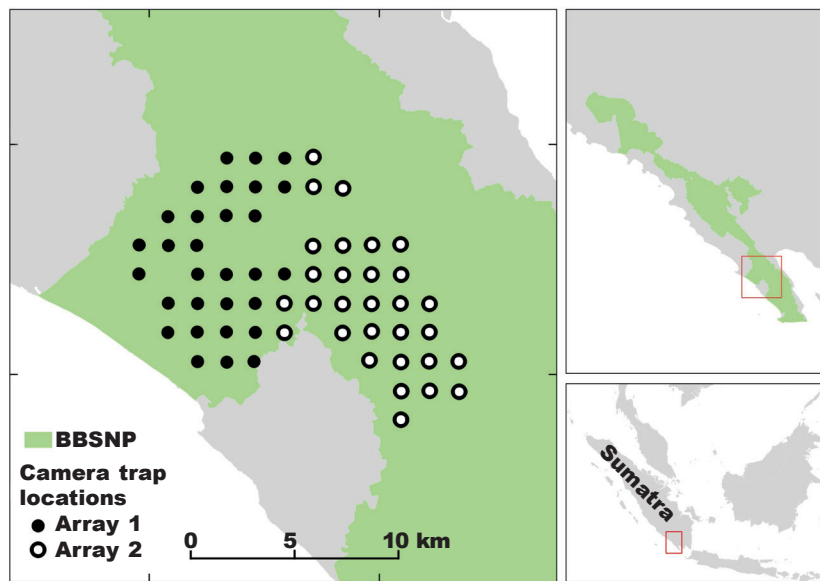 BBSNP
Camera trap
locations
Array 1
Array 2
0 5 10 km
Sumatra